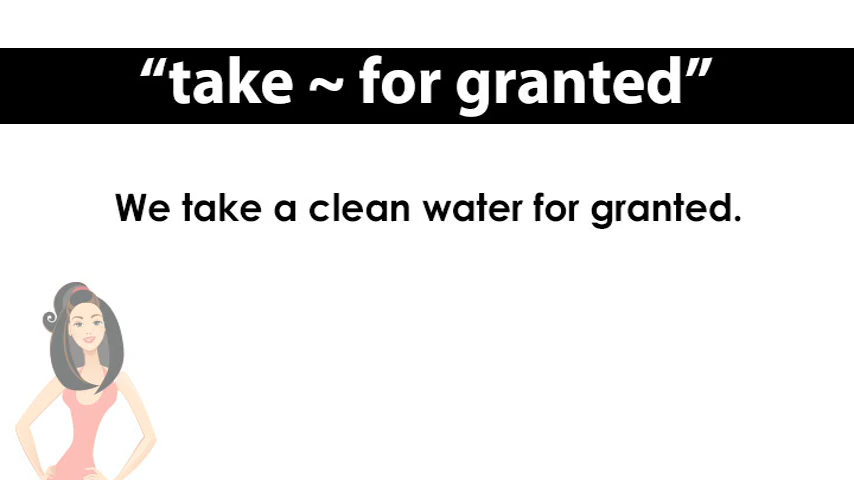 “take ~ for granted”
We take a clean water for granted.